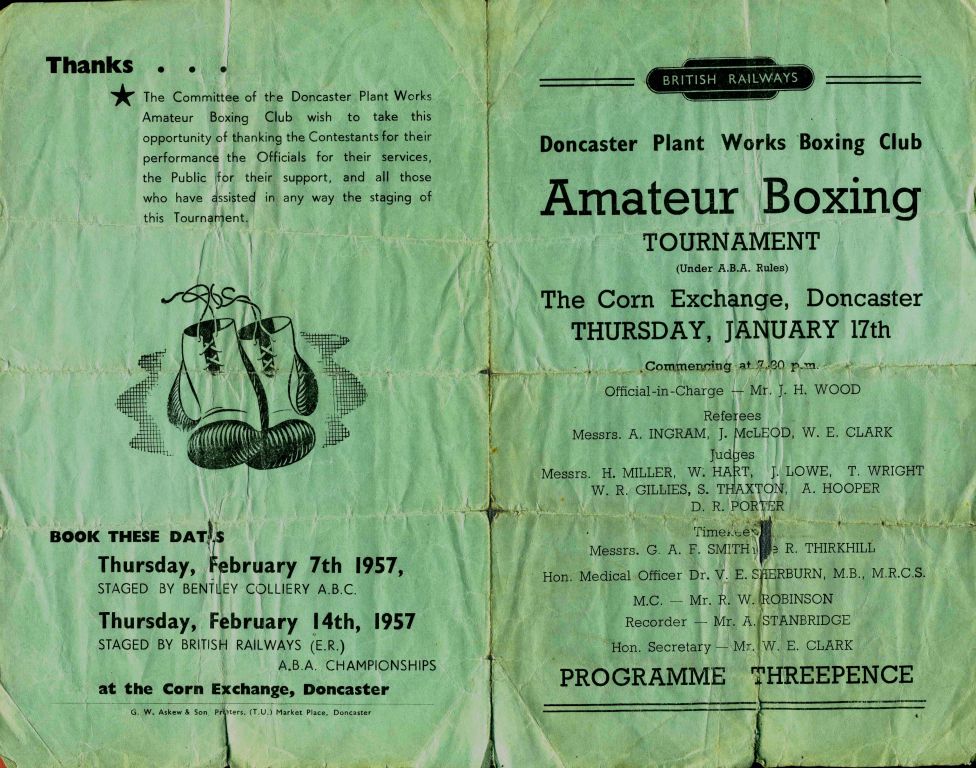 Thanks . . .
★ The Committee of the Doncaster Plant Works
Amateur Boxing Club wish to take this
opportunity of thanking the Contestants for their
performance the Officials for their services,
the Public for their support, and all those
who have assisted in any way the staging of
this Tournament.
BOOK THESE DATES
Thursday, February 7th 1957,
STAGED BY BENTLEY COLLIERY A.B.C.
Thursday, February 14th, 1957
STAGED BY BRITISH RAILWAYS (E.R.)
A.B.A. CHAMPIONSHIPS
at the Corn Exchange, Doncaster
G. W. Askew & Son Printers, (T.U.) Market Place, Doncaster
BRITISH RAILWAYS
Doncaster Plant Works Boxing Club
Amateur Boxing
TOURNAMENT
(Under A.B.A. Rules)
The Corn Exchange, Doncaster
THURSDAY, JANUARY 17th
Commencing at 7.30 p.m.
Official-in-Charge — Mr. J. H. WOOD
Referees
Messrs. A. INGRAM, J. McLEOD, W. E. CLARK
Judges
Messrs. H. MILLER, W. HART, J. LOWE, T. WRIGHT
W. R. GILLIES, S. THAXTON, A. HOOPER
D. R. PORTER
Messrs. G. A. F. SMITH R. THIRKHILL
Hon. Medical Officer Dr. V. E. SHERBURN, M.B., M.R.C.S.
M.C. — Mr. R. W. ROBINSON
Recorder — Mr. A. STANBRIDGE
Hon. Secretary — Mr. W. E. CLARK
PROGRAMME THREEPENCE